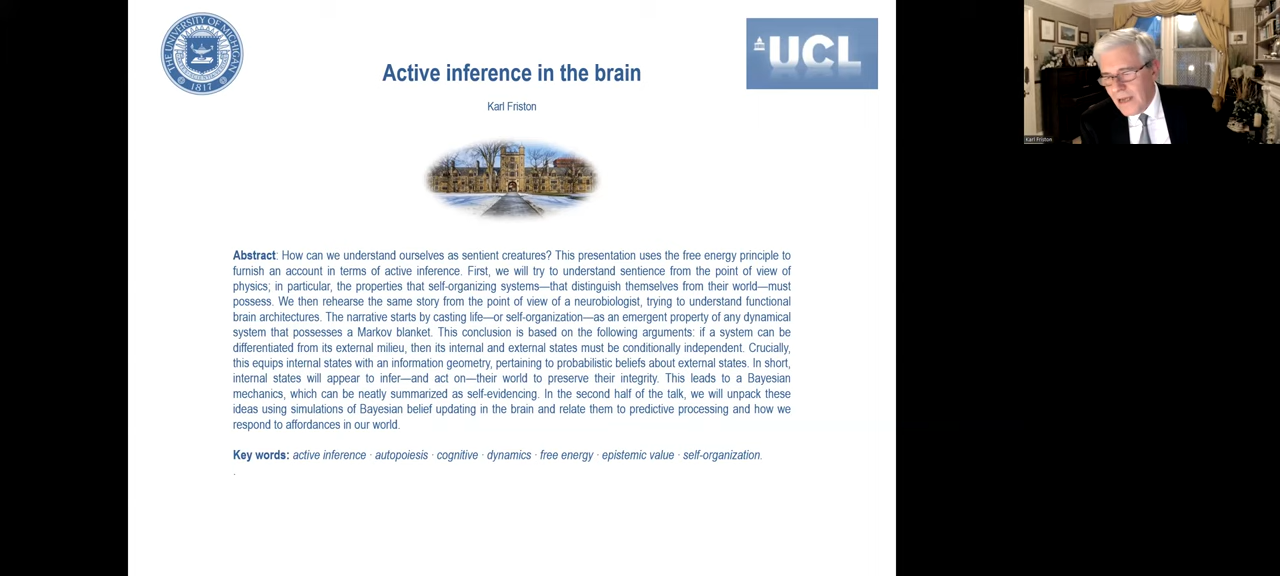 THE UNIVERSITY OF MICHIGAN
1817
UCL
Active inference in the brain
Karl Friston
Karl Friston
Abstract: How can we understand ourselves as sentient creatures? This presentation uses the free energy principle to
furnish an account in terms of active inference. First, we will try to understand sentience from the point of view of
physics; in particular, the properties that self-organizing systems—that distinguish themselves from their world—must
possess. We then rehearse the same story from the point of view of a neurobiologist, trying to understand functional
brain architectures. The narrative starts by casting life—or self-organization—as an emergent property of any dynamical
system that possesses a Markov blanket. This conclusion is based on the following arguments: if a system can be
differentiated from its external milieu, then its internal and external states must be conditionally independent. Crucially,
this equips internal states with an information geometry, pertaining to probabilistic beliefs about external states. In short,
internal states will appear to infer—and act on—their world to preserve their integrity. This leads to a Bayesian
mechanics, which can be neatly summarized as self-evidencing. In the second half of the talk, we will unpack these
ideas using simulations of Bayesian belief updating in the brain and relate them to predictive processing and how we
respond to affordances in our world.
Key words: active inference · autopoiesis · cognitive · dynamics · free energy · epistemic value · self-organization.
.